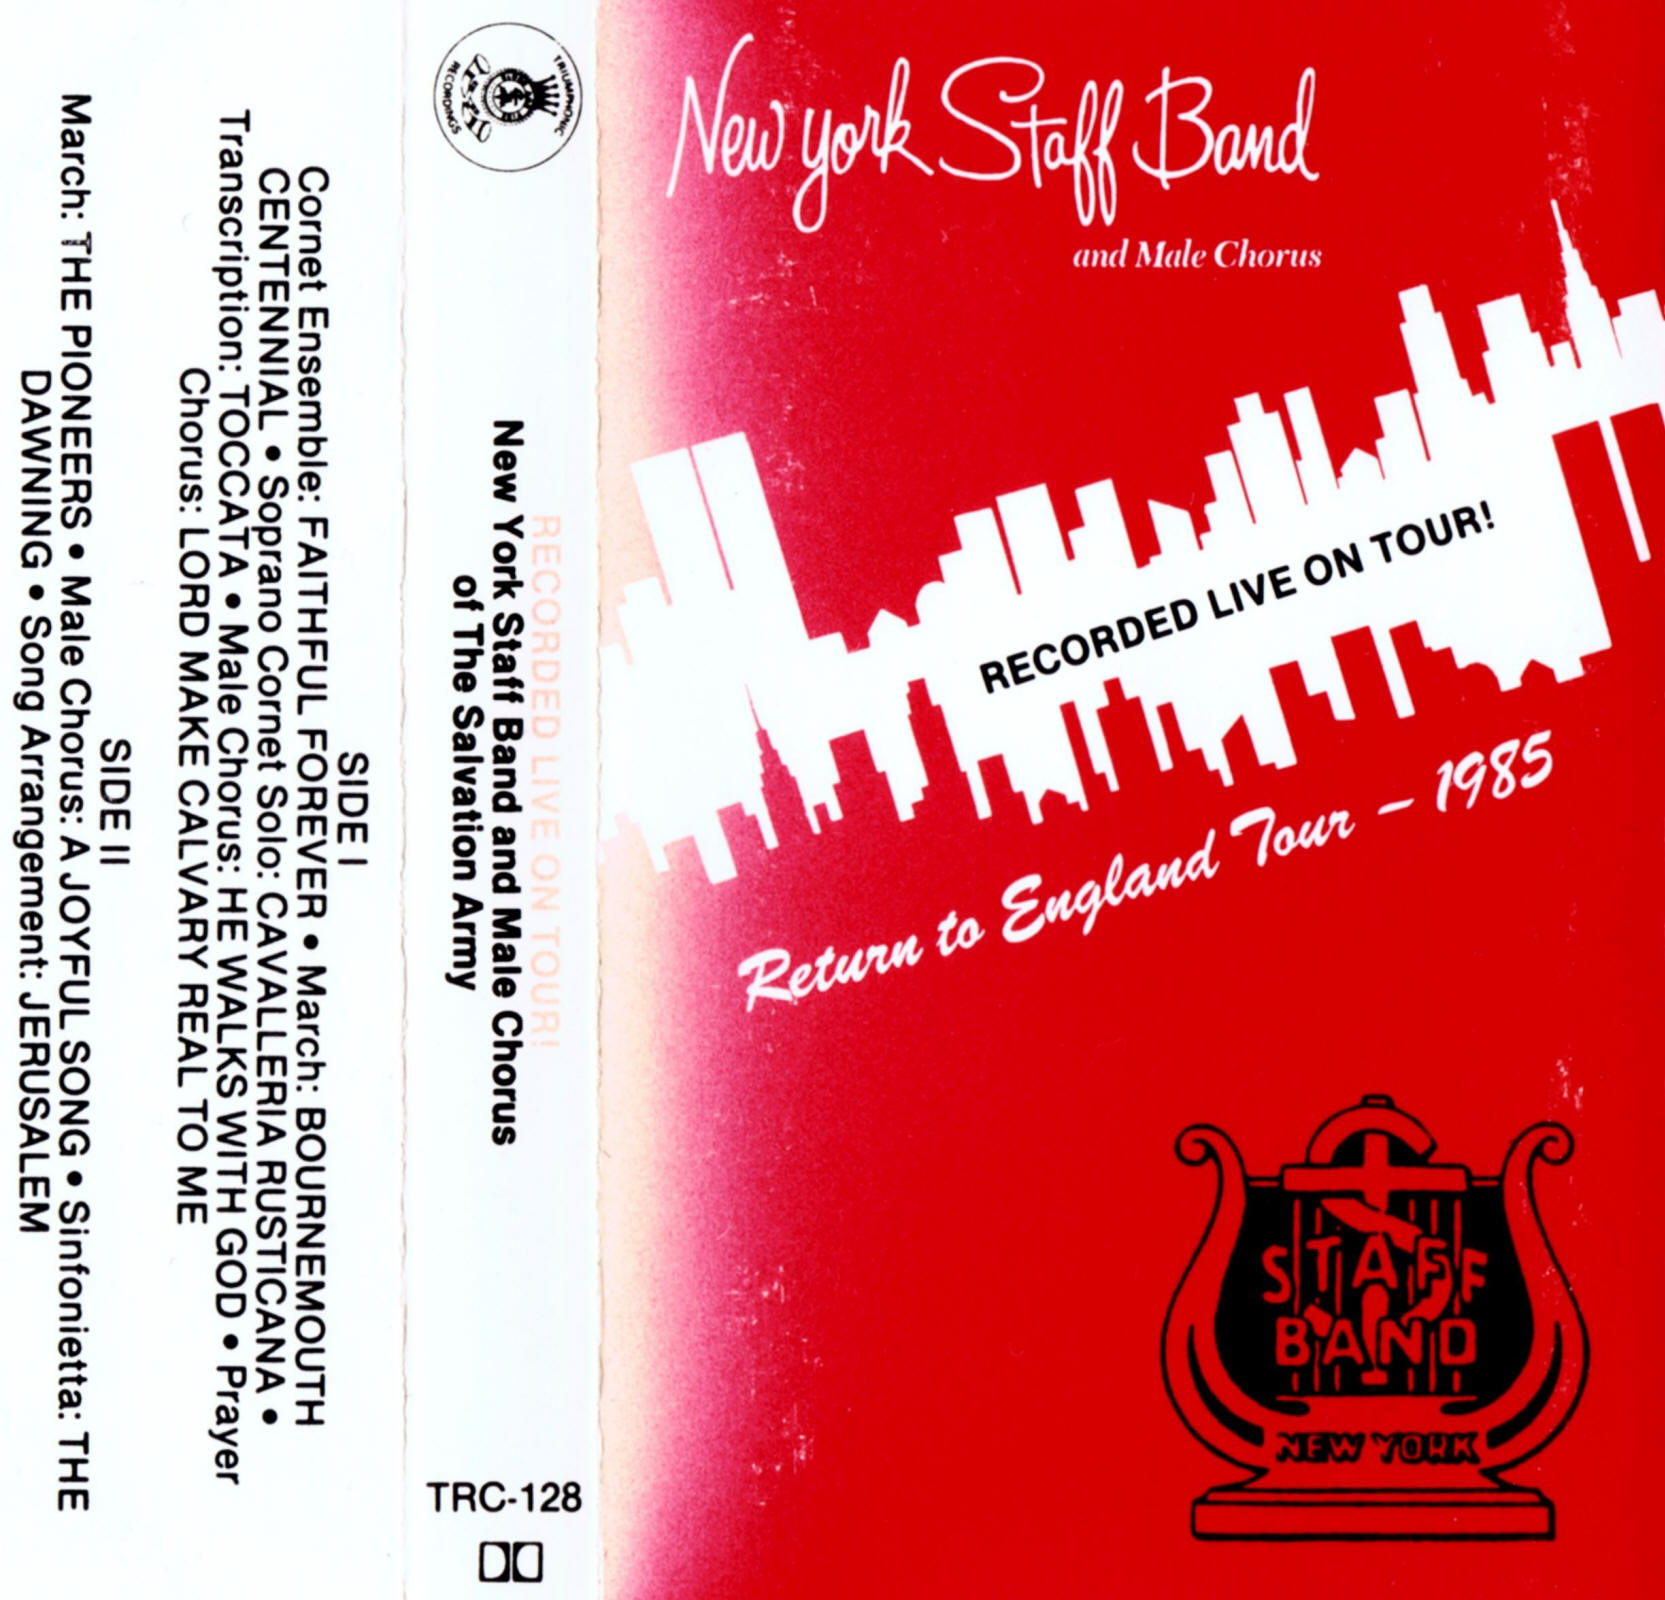 New York Staff Band
and Male Chorus
RECORDED LIVE ON TOUR!
Return to England Tour – 1985
STAFF
BAND
NEW YORK
TRIUMPHONIC
RECORDINGS
RECORDED LIVE ON TOUR!
New York Staff Band and Male Chorus
of The Salvation Army
TRC-128
SIDE I
Cornet Ensemble: FAITHFUL FOREVER • March: BOURNEMOUTH
CENTENNIAL • Soprano Cornet Solo: CAVALLERIA RUSTICANA •
Transcription: TOCCATA • Male Chorus: HE WALKS WITH GOD • Prayer
Chorus: LORD MAKE CALVARY REAL TO ME
SIDE II
March: THE PIONEERS • Male Chorus: A JOYFUL SONG • Sinfonietta: THE
DAWNING • Song Arrangement: JERUSALEM